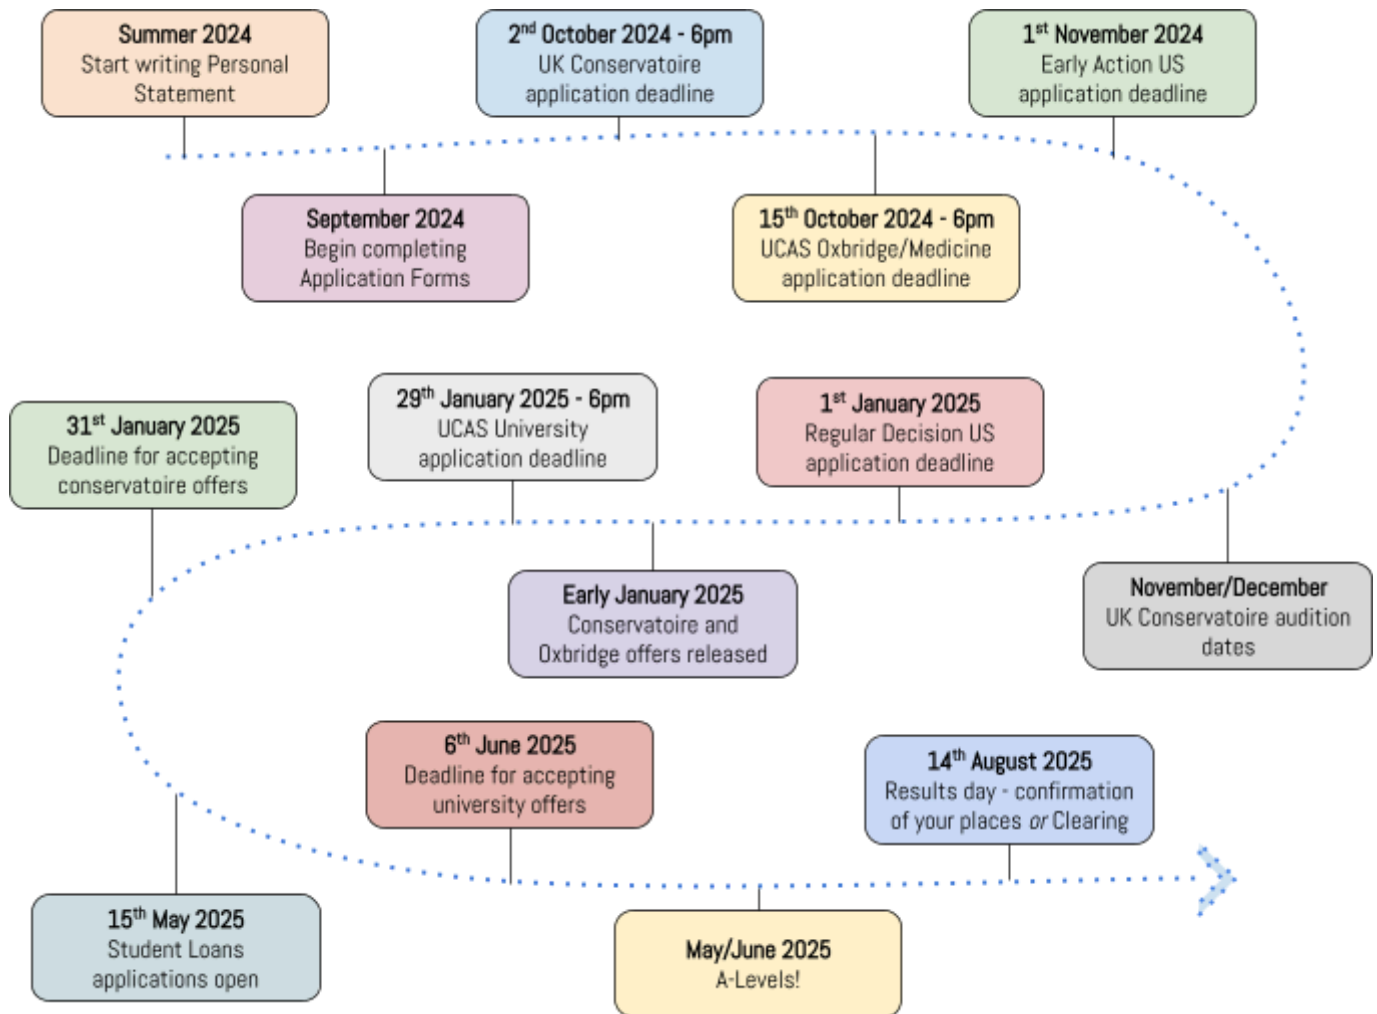 Summer 2024
Start writing Personal
Statement
2nd October 2024 - 6pm
UK Conservatoire
application deadline
1st November 2024
Early Action US
application deadline
September 2024
Begin completing
Application Forms
15th October 2024 - 6pm
UCAS Oxbridge/Medicine
application deadline
31st January 2025
Deadline for accepting
conservatoire offers
29th January 2025 - 6pm
UCAS University
application deadline
1st January 2025
Regular Decision US
application deadline
Early January 2025
Conservatoire and
Oxbridge offers released
November/December
UK Conservatoire audition
dates
6th June 2025
Deadline for accepting
university offers
14th August 2025
Results day - confirmation
of your places or Clearing
15th May 2025
Student Loans
applications open
May/June 2025
A-Levels!